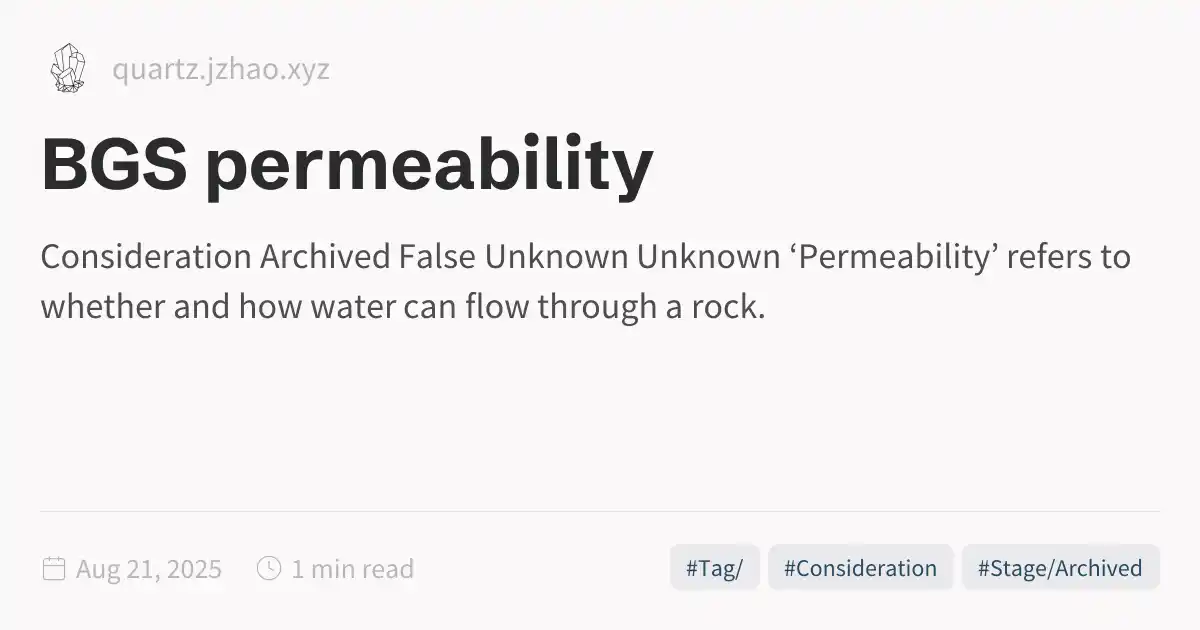 quartz.jzhao.xyz
BGS permeability
Consideration Archived False Unknown Unknown ‘Permeability’ refers to
whether and how water can flow through a rock.
Aug 21, 2025 1 min read #Tag/ #Consideration #Stage/Archived